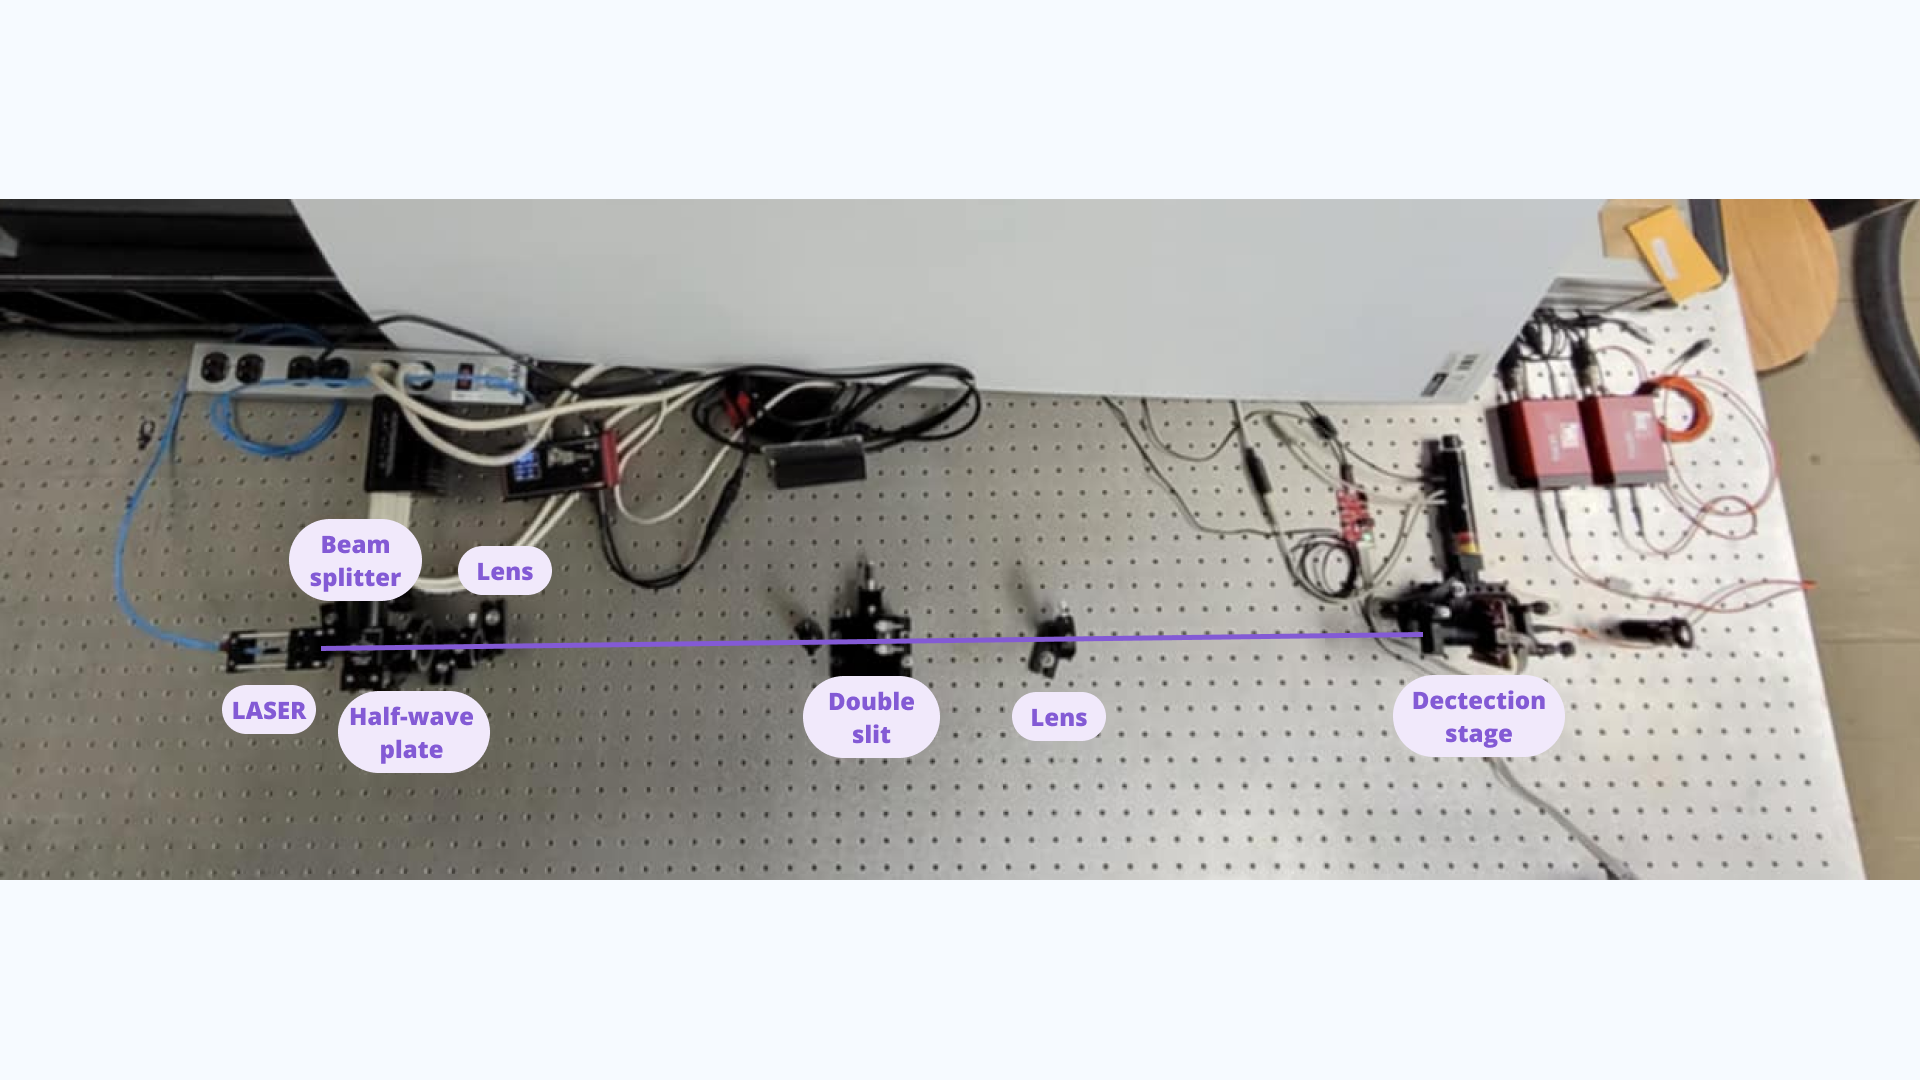 Beam
splitter
Lens
LASER
Half-wave
plate
Double
slit
Lens
Dectection
stage